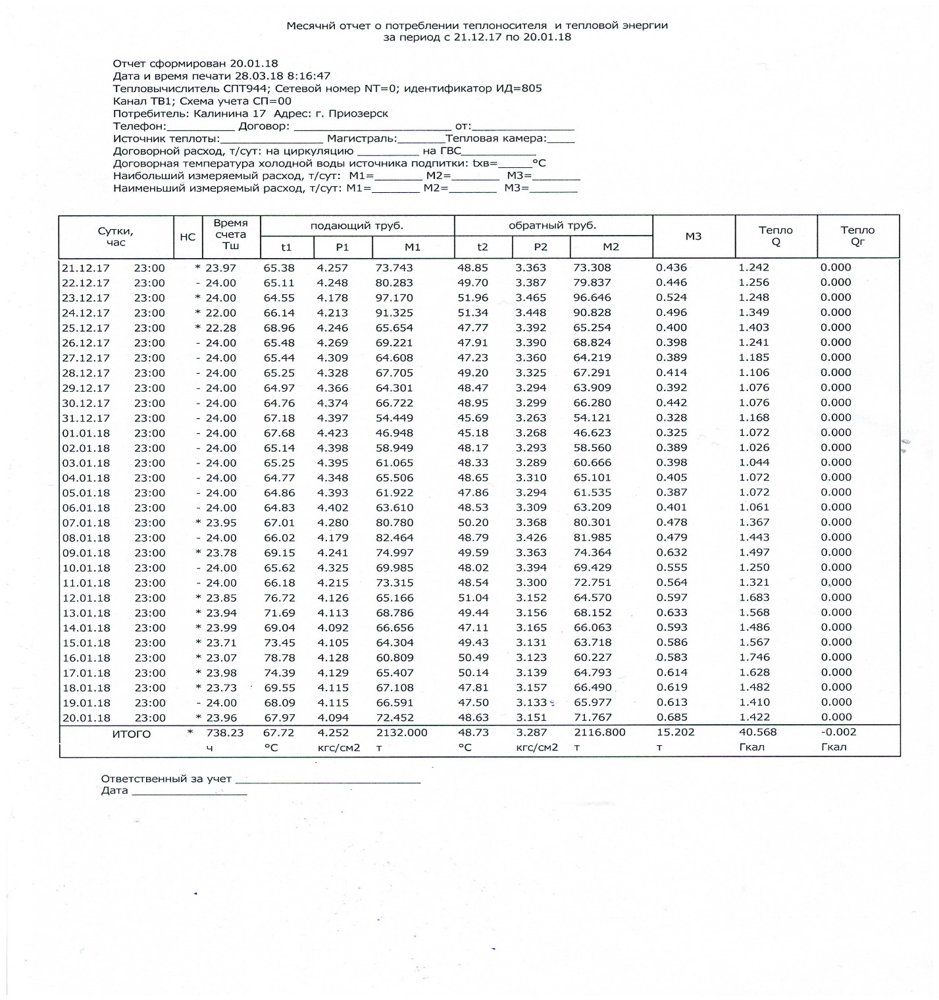 Месячнй отчет о потреблении теплоносителя и тепловой энергии
за период с 21.12.17 по 20.01.18
Отчет сформирован 20.01.18
Дата и время печати 28.03.18 8:16:47
Тепловычислитель СПТ944; Сетевой номер NT=0; идентификатор ИД=805
Канал ТВ1; Схема учета СП=00
Потребитель: Калинина 17 Адрес: г. Приозерск
Телефон:____________ Договор: ____________________________ от:__________________
Источник теплоты:__________________ Магистраль:________Тепловая камера:_____
Договорной расход, т/сут: на циркуляцию ___________ на ГВС_____________
Договорная температура холодной воды источника подпитки: tхв=______°С
Наибольший измеряемый расход, т/сут: М1=________ М2=________ М3=________
Наименьший измеряемый расход, т/сут: М1=________ М2=________ М3=________
Сутки, час НС Время счета Тш подающий труб. обратный труб. М3 Тепло Q Тепло Qг
t1 P1 М1 t2 P2 М2
21.12.17 23:00 * 23.97 65.38 4.257 73.743 48.85 3.363 73.308 0.436 1.242 0.000
22.12.17 23:00 - 24.00 65.11 4.248 80.283 49.70 3.387 79.837 0.446 1.256 0.000
23.12.17 23:00 * 24.00 64.55 4.178 97.170 51.96 3.465 96.646 0.524 1.248 0.000
24.12.17 23:00 * 22.00 66.14 4.213 91.325 51.34 3.448 90.828 0.496 1.349 0.000
25.12.17 23:00 * 22.28 68.96 4.246 65.654 47.77 3.392 65.254 0.400 1.403 0.000
26.12.17 23:00 - 24.00 65.48 4.269 69.221 47.91 3.390 68.824 0.398 1.241 0.000
27.12.17 23:00 - 24.00 65.44 4.309 64.608 47.23 3.360 64.219 0.389 1.185 0.000
28.12.17 23:00 - 24.00 65.25 4.328 67.705 49.20 3.325 67.291 0.414 1.106 0.000
29.12.17 23:00 - 24.00 64.97 4.366 64.301 48.47 3.294 63.909 0.392 1.076 0.000
30.12.17 23:00 - 24.00 64.76 4.374 66.722 48.95 3.299 66.280 0.442 1.076 0.000
31.12.17 23:00 - 24.00 67.18 4.397 54.449 45.69 3.263 54.121 0.328 1.168 0.000
01.01.18 23:00 - 24.00 67.68 4.423 46.948 45.18 3.268 46.623 0.325 1.072 0.000
02.01.18 23:00 - 24.00 65.14 4.398 58.949 48.17 3.293 58.560 0.389 1.026 0.000
03.01.18 23:00 - 24.00 65.25 4.395 61.065 48.33 3.289 60.666 0.398 1.044 0.000
04.01.18 23:00 - 24.00 64.77 4.348 65.506 48.65 3.310 65.101 0.405 1.072 0.000
05.01.18 23:00 - 24.00 64.86 4.393 61.922 47.86 3.294 61.535 0.387 1.072 0.000
06.01.18 23:00 - 24.00 64.83 4.402 63.610 48.53 3.309 63.209 0.401 1.061 0.000
07.01.18 23:00 * 23.95 67.01 4.280 80.780 50.20 3.368 80.301 0.478 1.367 0.000
08.01.18 23:00 - 24.00 66.02 4.179 82.464 48.79 3.426 81.985 0.479 1.443 0.000
09.01.18 23:00 * 23.78 69.15 4.241 74.997 49.59 3.363 74.364 0.632 1.497 0.000
10.01.18 23:00 - 24.00 65.62 4.325 69.985 48.02 3.394 69.429 0.555 1.250 0.000
11.01.18 23:00 - 24.00 66.18 4.215 73.315 48.54 3.300 72.751 0.564 1.321 0.000
12.01.18 23:00 * 23.85 76.72 4.126 65.166 51.04 3.152 64.570 0.597 1.683 0.000
13.01.18 23:00 * 23.94 71.69 4.113 68.786 49.44 3.156 68.152 0.633 1.568 0.000
14.01.18 23:00 * 23.99 69.04 4.092 66.656 47.11 3.165 66.063 0.593 1.486 0.000
15.01.18 23:00 * 23.71 73.45 4.105 64.304 49.43 3.131 63.718 0.586 1.567 0.000
16.01.18 23:00 * 23.07 78.78 4.128 60.809 50.49 3.123 60.227 0.583 1.746 0.000
17.01.18 23:00 * 23.98 74.39 4.129 65.407 50.14 3.139 64.793 0.614 1.628 0.000
18.01.18 23:00 * 23.73 69.55 4.115 67.108 47.81 3.157 66.490 0.619 1.482 0.000
19.01.18 23:00 - 24.00 68.09 4.115 66.591 47.50 3.133 65.977 0.613 1.410 0.000
20.01.18 23:00 * 23.96 67.97 4.094 72.452 48.63 3.151 71.767 0.685 1.422 0.000
ИТОГО * 738.23 67.72 4.252 2132.000 48.73 3.287 2116.800 15.202 40.568 -0.002
ч °С кгс/см2 т °С кгс/см2 т т Гкал Гкал
Ответственный за учет ________________________________
Дата ____________________